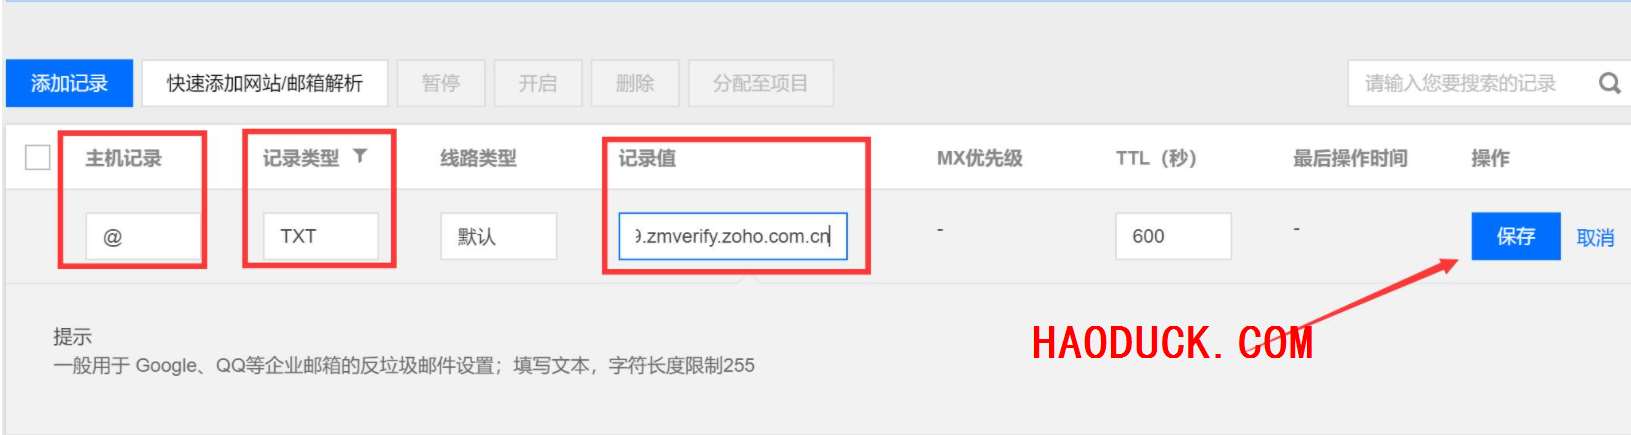 添加记录 快速添加网站/邮箱解析 暂停 开启 删除 分配至项目 请输入您要搜索的记录
主机记录 记录类型 线路类型 记录值 MX优先级 TTL（秒） 最后操作时间 操作
@ TXT 默认 9.zmverify.zoho.com.cn - 600 - 保存 取消
提示
一般用于 Google、QQ等企业邮箱的反垃圾邮件设置；填写文本，字符长度限制255
HAODUCK.COM